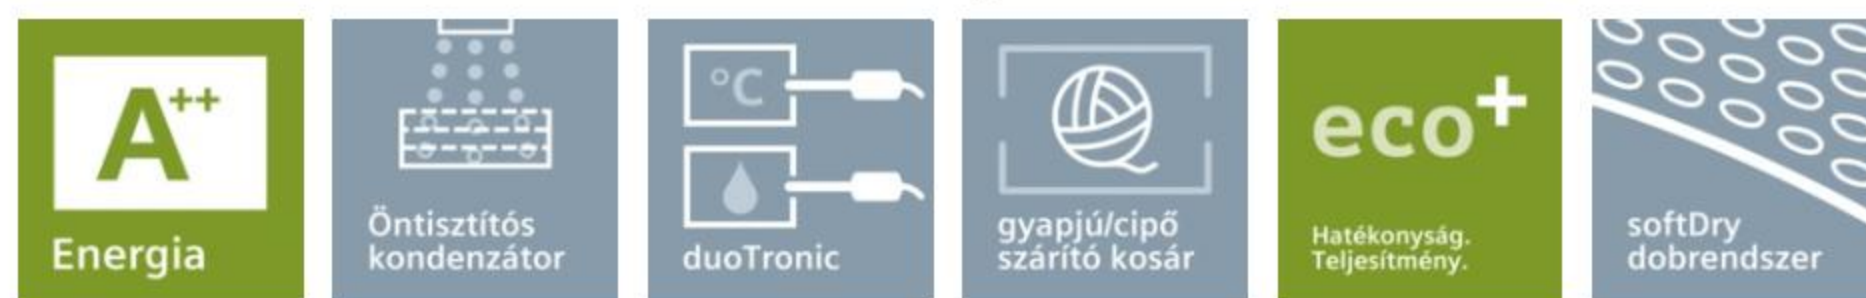 A++
Energia
Öntisztítós
kondenzátor
°C
duoTronic
gyapjú/cipő
szárító kosár
eco+
Hatékonyság.
Teljesítmény.
softDry
dobrendszer